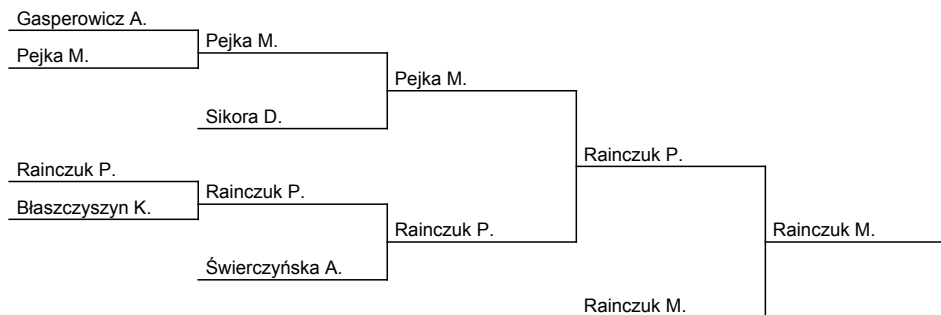 Gasperowicz A.
Pejka M.
Pejka M.
Sikora D.
Pejka M.
Rainczuk P.
Błaszczyszyn K.
Rainczuk P.
Świerczyńska A.
Rainczuk P.
Rainczuk P.
Rainczuk M.
Rainczuk M.